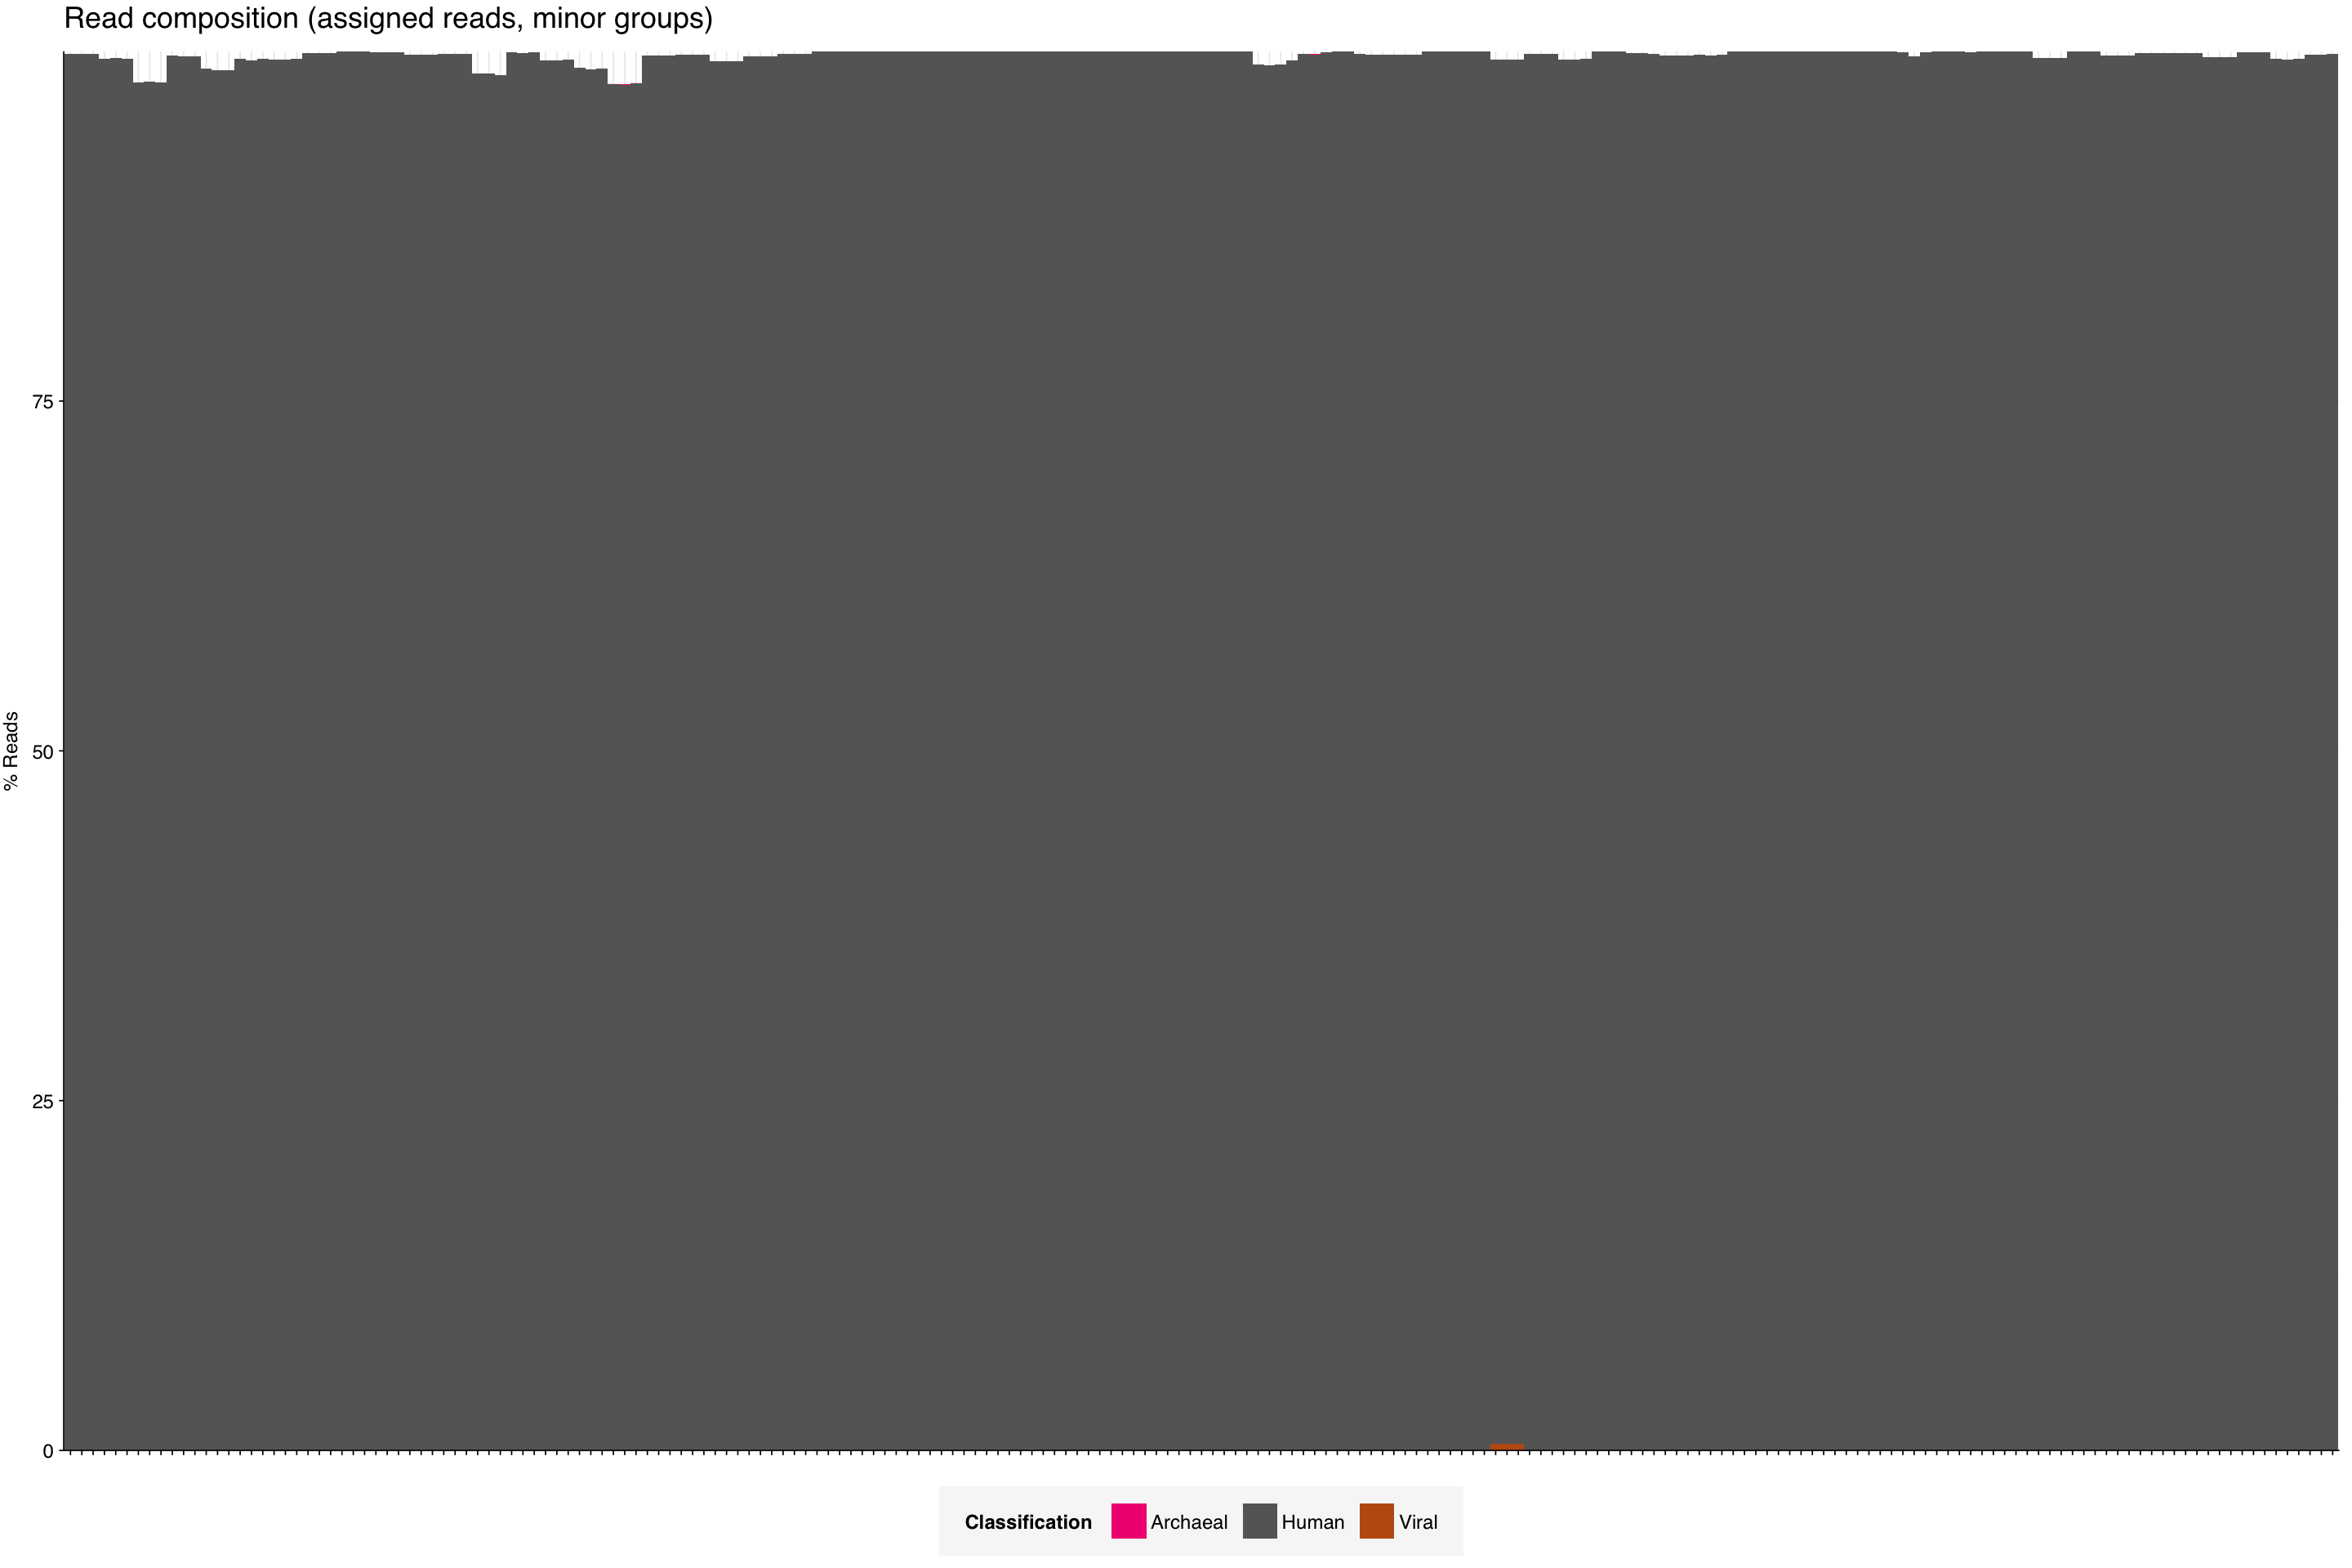 Read composition (assigned reads, minor groups)
75
50
25
0
% Reads
Classification Archaeal Human Viral